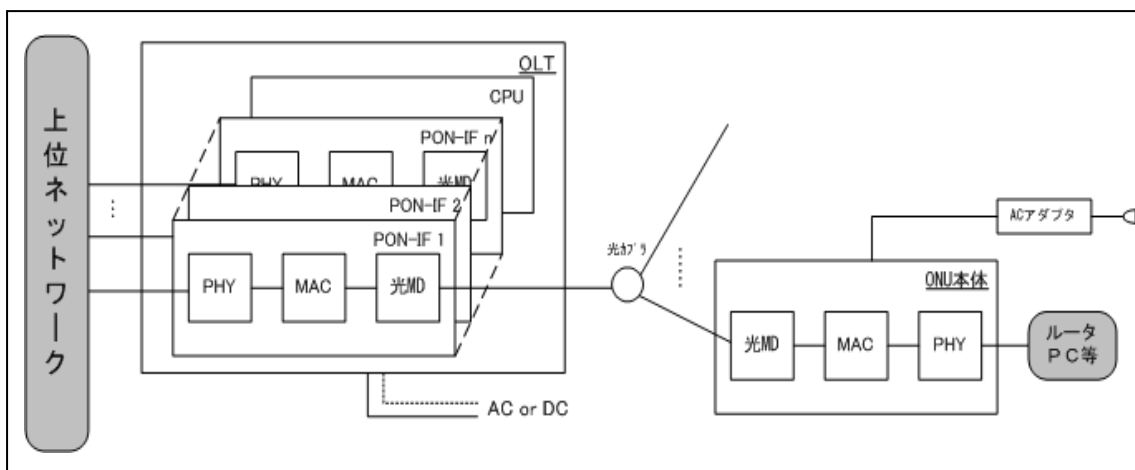 上位ネットワーク
OLT
CPU
PON-IF n
PHY
MAC
光MD
PON-IF 2
PON-IF 1
PHY
MAC
光MD
AC or DC
光ｶﾌﾟﾗ
ACアダプタ
ONU本体
光MD
MAC
PHY
ルータ
ＰＣ等